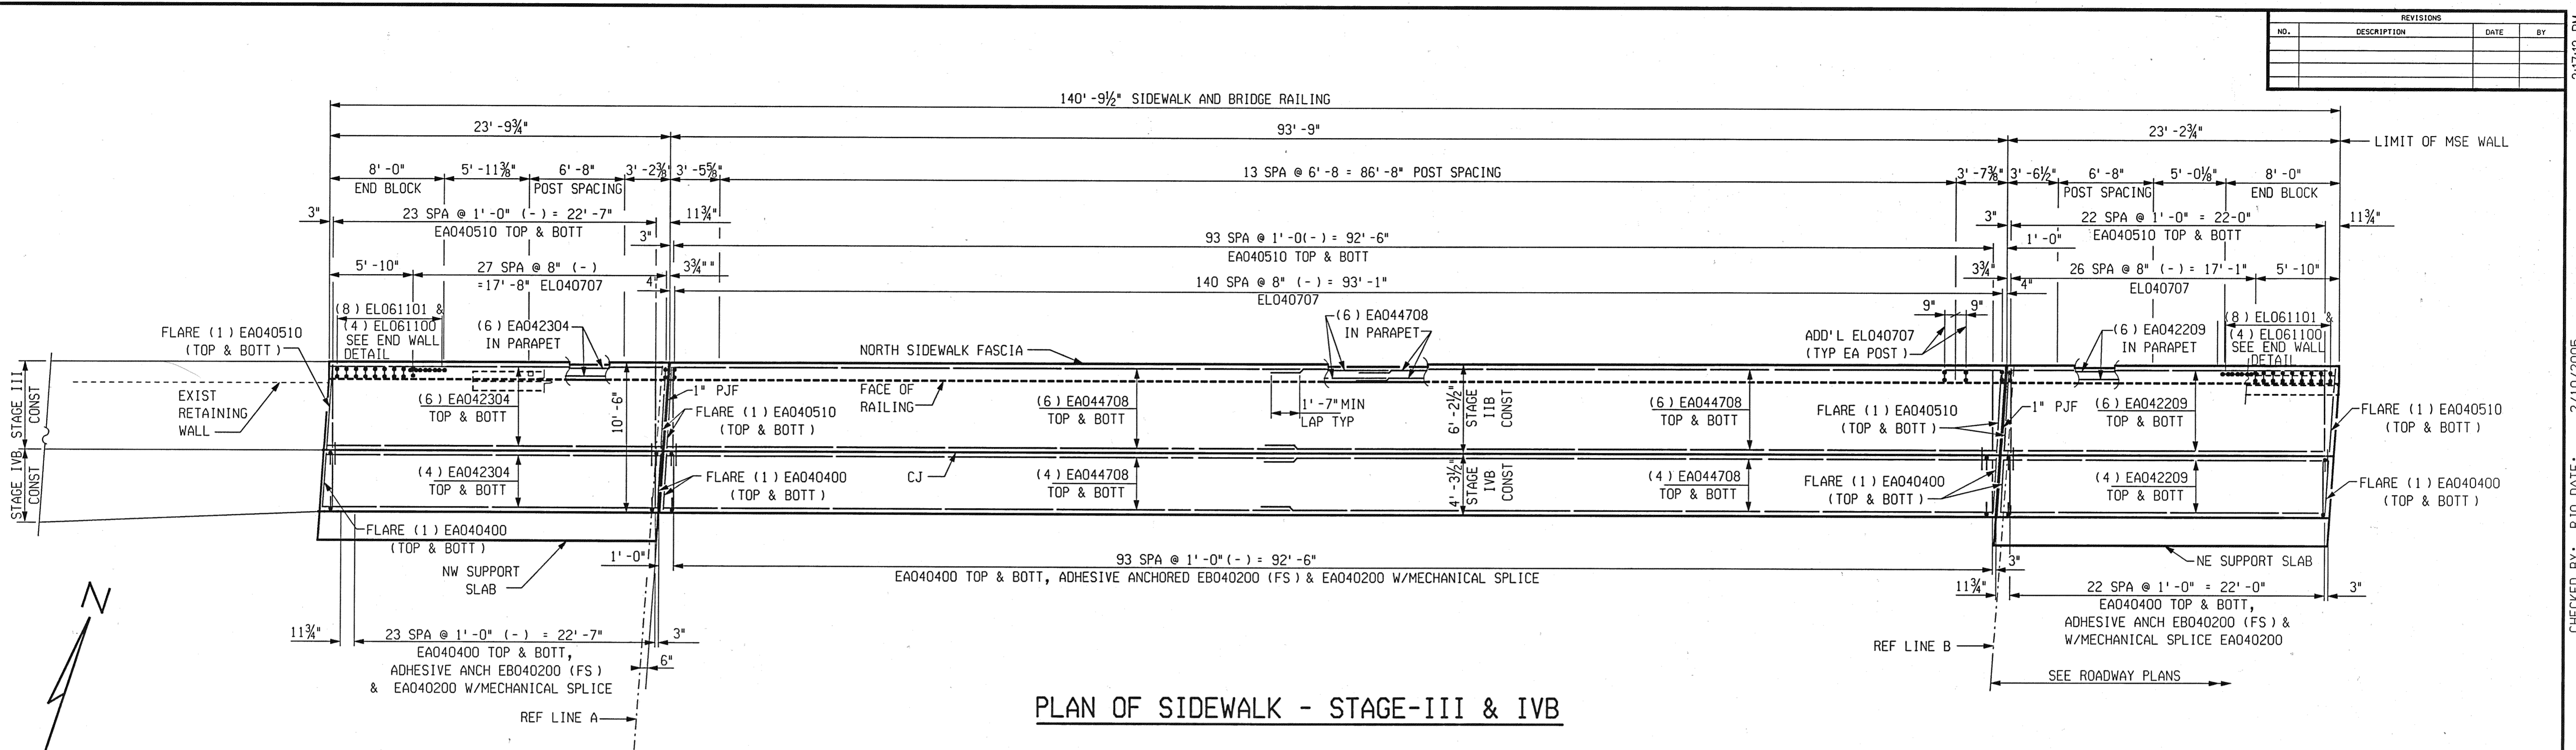 REVISIONS
NO. DESCRIPTION DATE BY
140'-9½" SIDEWALK AND BRIDGE RAILING
23'-9¾" 93'-9" 23'-2¾"
LIMIT OF MSE WALL
8'-0" 5'-11⅜" 6'-8" 3'-2⅜" 3'-5⅝" 13 SPA @ 6'-8 = 86'-8" POST SPACING 3'-7⅞" 3'-6½" 6'-8" 5'-0⅛" 8'-0"
END BLOCK POST SPACING POST SPACING END BLOCK
3" 23 SPA @ 1'-0" (-) = 22'-7" 11¾" 3" 22 SPA @ 1'-0" = 22-0" 11¾"
EA040510 TOP & BOTT EA040510 TOP & BOTT
3" 93 SPA @ 1'-0(-) = 92'-6" 1'-0"
EA040510 TOP & BOTT
5'-10" 27 SPA @ 8" (-) 3¾"" 3¾" 26 SPA @ 8" (-) = 17'-1" 5'-10"
=17'-8" EL040707 4" 140 SPA @ 8" (-) = 93'-1" 4" EL040707
EL040707
(8) EL061101 &
(4) EL061100
SEE END WALL
DETAIL
FLARE (1) EA040510
(TOP & BOTT)
(6) EA042304
IN PARAPET
NORTH SIDEWALK FASCIA
(6) EA044708
IN PARAPET
9" 9"
ADD'L EL040707
(TYP EA POST)
(6) EA042209
IN PARAPET
(8) EL061101 &
(4) EL061100
SEE END WALL
DETAIL
STAGE III
CONST
EXIST
RETAINING
WALL
(6) EA042304
TOP & BOTT
10'-6"
1" PJF
FLARE (1) EA040510
(TOP & BOTT)
FACE OF
RAILING
(6) EA044708
TOP & BOTT
1'-7" MIN
LAP TYP
6'-2½"
STAGE
IIB
CONST
(6) EA044708
TOP & BOTT
FLARE (1) EA040510
(TOP & BOTT)
1" PJF
(6) EA042209
TOP & BOTT
FLARE (1) EA040510
(TOP & BOTT)
STAGE IVB
CONST
(4) EA042304
TOP & BOTT
FLARE (1) EA040400
(TOP & BOTT)
CJ
(4) EA044708
TOP & BOTT
4'-3½"
STAGE
IVB
CONST
(4) EA044708
TOP & BOTT
FLARE (1) EA040400
(TOP & BOTT)
(4) EA042209
TOP & BOTT
FLARE (1) EA040400
(TOP & BOTT)
FLARE (1) EA040400
(TOP & BOTT)
NW SUPPORT
SLAB
1'-0" 93 SPA @ 1'-0"(-) = 92'-6" 3"
EA040400 TOP & BOTT, ADHESIVE ANCHORED EB040200 (FS) & EA040200 W/MECHANICAL SPLICE
NE SUPPORT SLAB
11¾" 22 SPA @ 1'-0" = 22'-0" 3"
EA040400 TOP & BOTT,
ADHESIVE ANCH EB040200 (FS) &
W/MECHANICAL SPLICE EA040200
11¾" 23 SPA @ 1'-0" (-) = 22'-7" 3"
EA040400 TOP & BOTT,
ADHESIVE ANCH EB040200 (FS)
& EA040200 W/MECHANICAL SPLICE
6"
REF LINE A
REF LINE B
SEE ROADWAY PLANS
N
PLAN OF SIDEWALK - STAGE-III & IVB